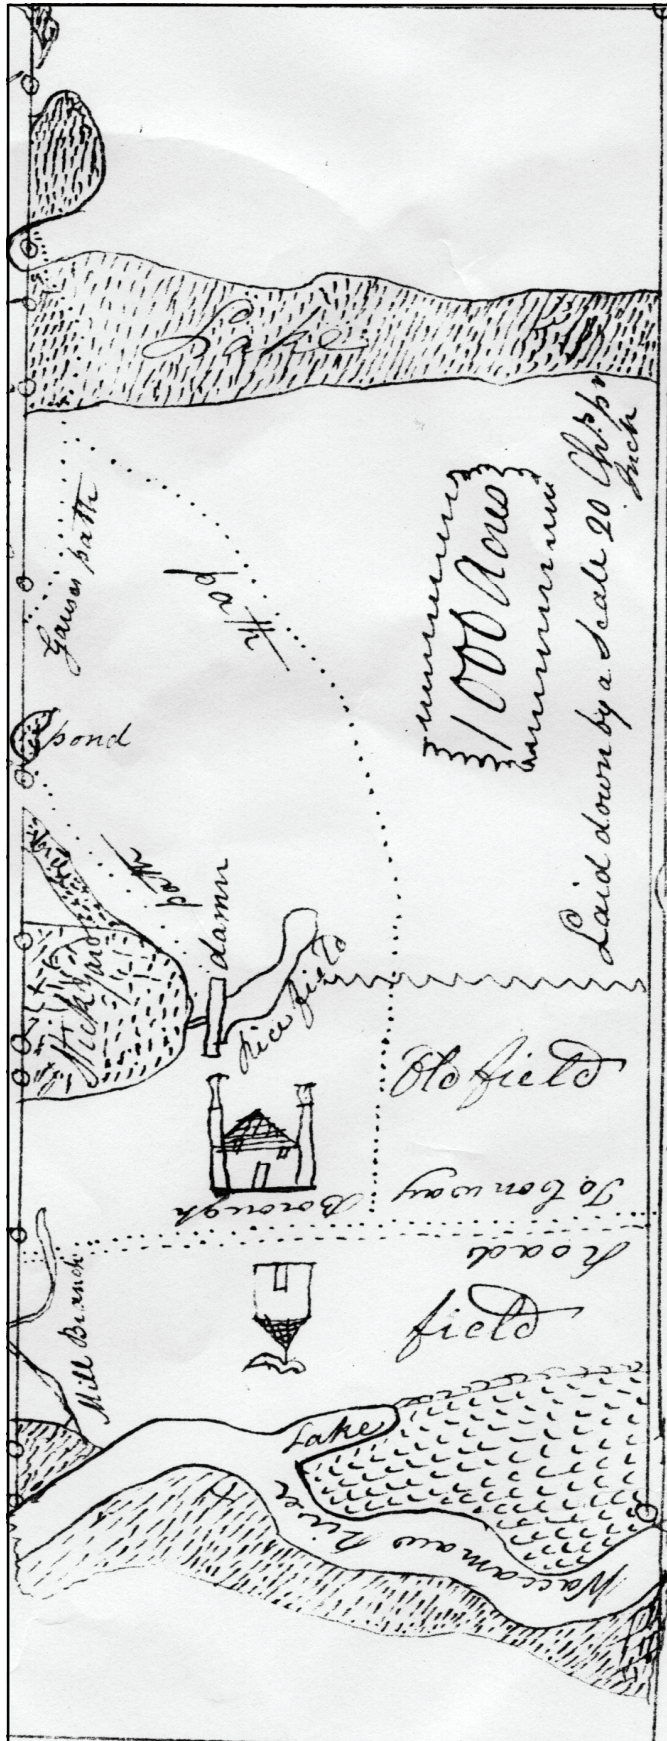 Lake
Gauses path
path
1000 Acres
Laid down by a Scale 20 Chs. pr
Inch
pond
path
damn
Rice field
Old field
To Conway
Borough
Road
field
Mill Branch
Lake
Waccamaw River